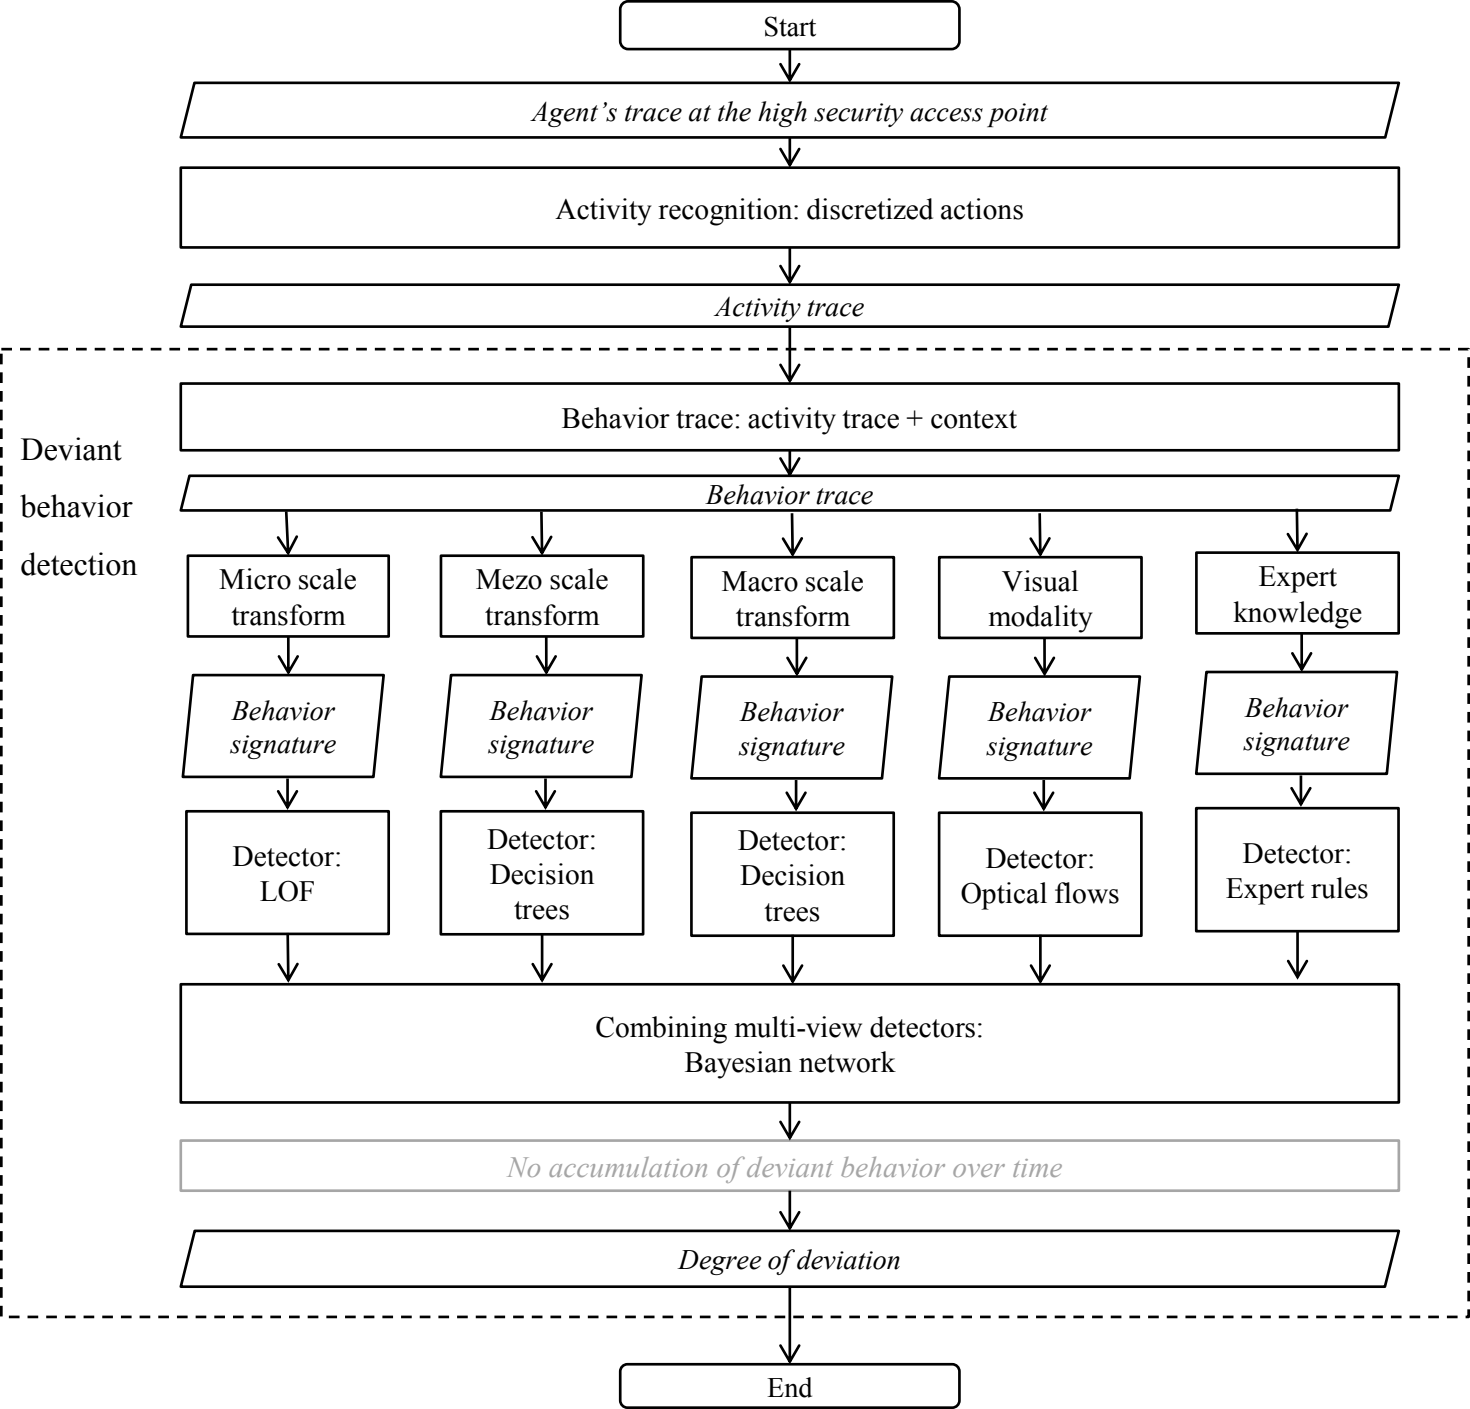 Start
Agent’s trace at the high security access point
Activity recognition: discretized actions
Activity trace
Deviant
behavior
detection
Behavior trace: activity trace + context
Behavior trace
Micro scale
transform
Mezo scale
transform
Macro scale
transform
Visual
modality
Expert
knowledge
Behavior
signature
Behavior
signature
Behavior
signature
Behavior
signature
Behavior
signature
Detector:
LOF
Detector:
Decision
trees
Detector:
Decision
trees
Detector:
Optical flows
Detector:
Expert rules
Combining multi-view detectors:
Bayesian network
No accumulation of deviant behavior over time
Degree of deviation
End